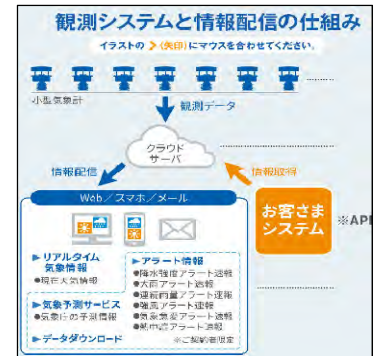 観測システムと情報配信の仕組み
イラストの > (矢印)にマウスを合わせてください。
小型気象計
観測データ
クラウド
サーバ
情報配信
情報取得
Web/スマホ/メール
お客さま
システム
※API
▶リアルタイム
気象情報
●現在天気情報
▶気象予測サービス
●気象庁の予測情報
▶データダウンロード
▶アラート情報
●降水強度アラート速報
●大雨アラート速報
●連続雨量アラート速報
●強風アラート速報
●気象急変アラート速報
●熱中症アラート速報
※ご契約者限定